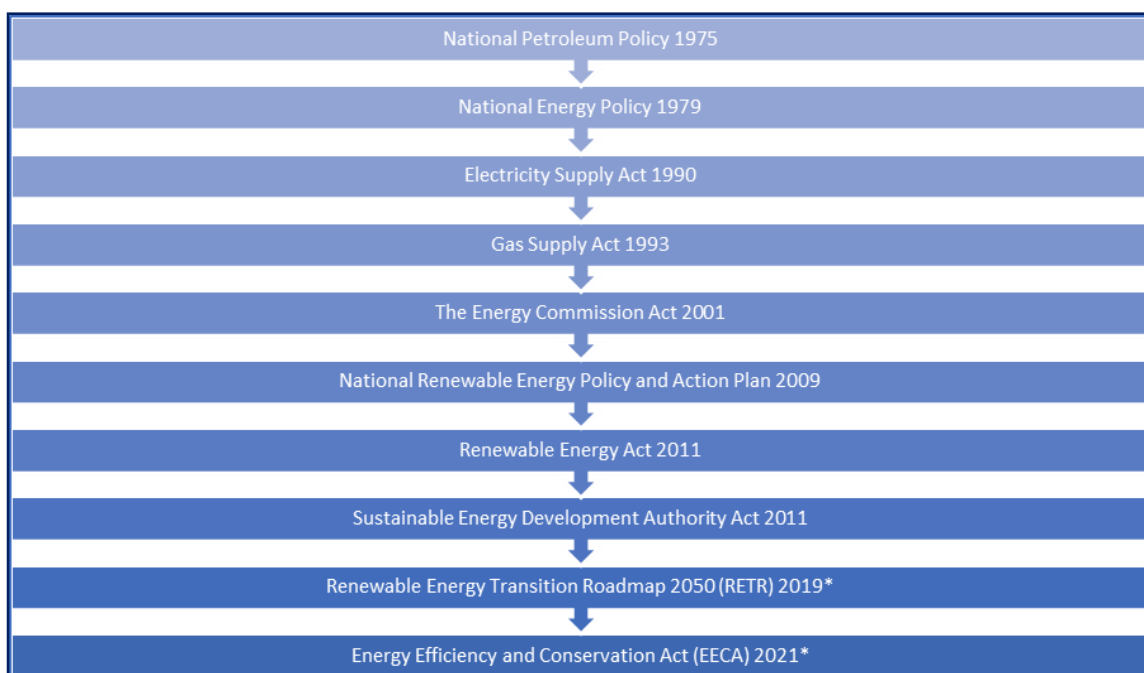 National Petroleum Policy 1975
National Energy Policy 1979
Electricity Supply Act 1990
Gas Supply Act 1993
The Energy Commission Act 2001
National Renewable Energy Policy and Action Plan 2009
Renewable Energy Act 2011
Sustainable Energy Development Authority Act 2011
Renewable Energy Transition Roadmap 2050 (RETR) 2019*
Energy Efficiency and Conservation Act (EECA) 2021*